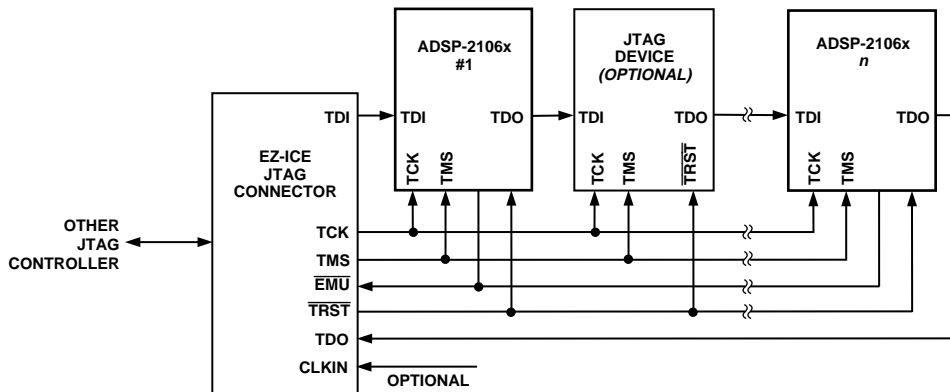 ADSP-2106x
#1
JTAG
DEVICE
(OPTIONAL)
ADSP-2106x
n
TDI
TDI
TDO
TDI
TDO
TDI
TDO
EZ-ICE
JTAG
CONNECTOR
TCK
TMS
TCK
TMS
TRST
TCK
TMS
OTHER
JTAG
CONTROLLER
TCK
TMS
EMU
TRST
TDO
CLKIN
OPTIONAL